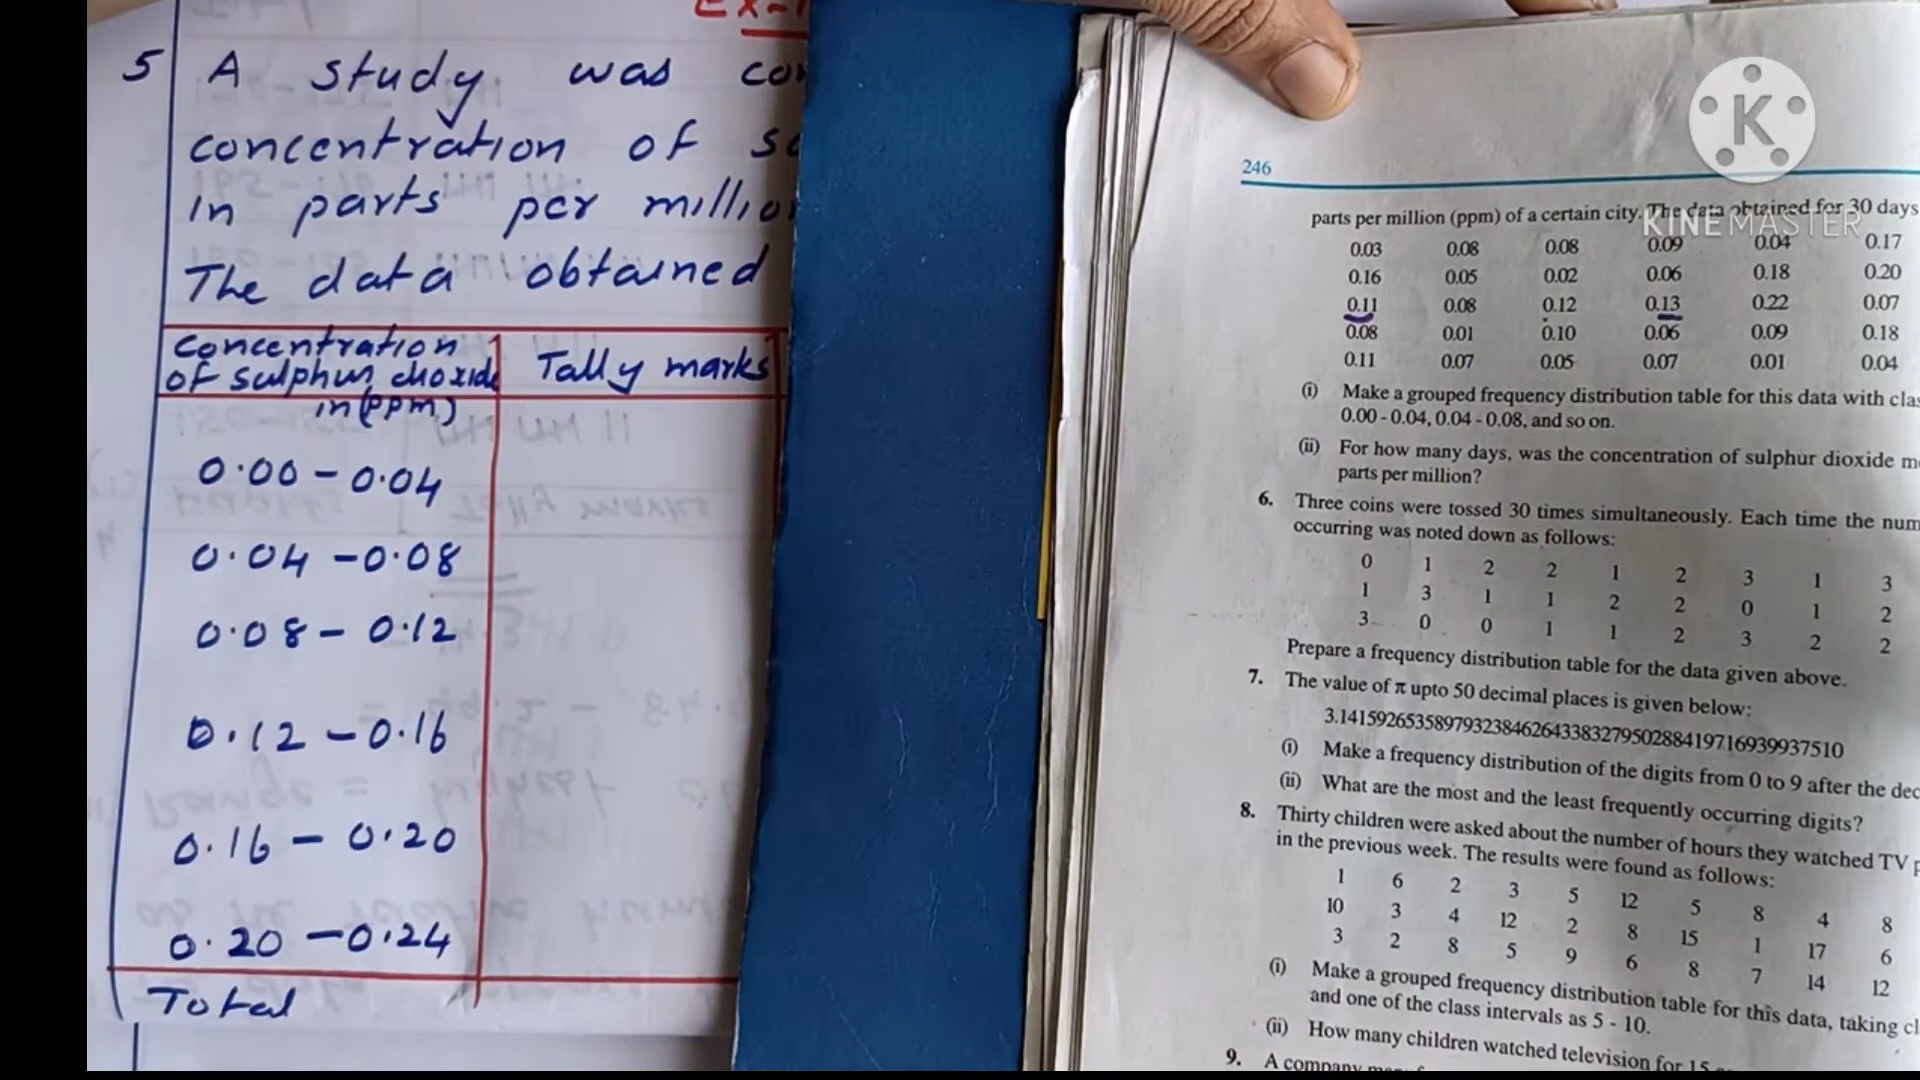 5 A study was
concentration of
In parts per
The data obtained
Concentration of sulphur dioxide in (ppm)
Tally marks
0.00 - 0.04
0.04 - 0.08
0.08 - 0.12
0.12 - 0.16
0.16 - 0.20
0.20 - 0.24
Total
K
KINEMASTER
246
parts per million (ppm) of a certain city. The data obtained for 30 days
0.03 0.08 0.08 0.09 0.04 0.17
0.16 0.05 0.02 0.06 0.18 0.20
0.11 0.08 0.12 0.13 0.22 0.07
0.08 0.01 0.10 0.06 0.09 0.18
0.11 0.07 0.05 0.07 0.01 0.04
(i) Make a grouped frequency distribution table for this data with
0.00 - 0.04, 0.04 - 0.08, and so on.
(ii) For how many days, was the concentration of sulphur dioxide
parts per million?
6. Three coins were tossed 30 times simultaneously. Each time the
occurring was noted down as follows:
0 1 2 2 1 2 3 1 3
1 3 1 1 2 2 0 1 2
3 0 0 1 1 2 3 2 2
Prepare a frequency distribution table for the data given above.
7. The value of π upto 50 decimal places is given below:
3.14159265358979323846264338327950288419716939937510
(i) Make a frequency distribution of the digits from 0 to 9 after the
(ii) What are the most and the least frequently occurring digits?
8. Thirty children were asked about the number of hours they watched TV
in the previous week. The results were found as follows:
1 6 2 3 5 12 5 8 4 8
10 3 4 12 2 8 15 1 17 6
3 2 8 5 9 6 8 7 14 12
(i) Make a grouped frequency distribution table for this data, taking
and one of the class intervals as 5 - 10.
(ii) How many children watched television for 15
9. A company